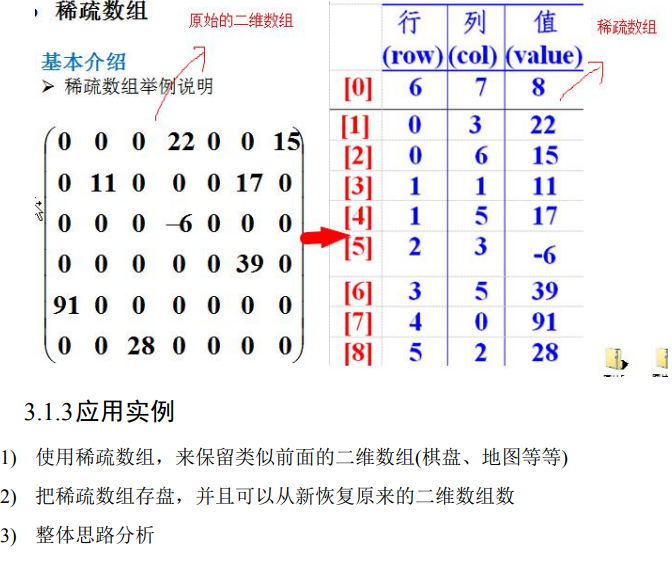 稀疏数组
原始的二维数组
基本介绍
➢ 稀疏数组举例说明
0 0 0 22 0 0 15
0 11 0 0 0 17 0
0 0 0 –6 0 0 0
0 0 0 0 0 39 0
91 0 0 0 0 0 0
0 0 28 0 0 0 0
行 列 值
(row) (col) (value)
稀疏数组
[0] 6 7 8
[1] 0 3 22
[2] 0 6 15
[3] 1 1 11
[4] 1 5 17
[5] 2 3 -6
[6] 3 5 39
[7] 4 0 91
[8] 5 2 28
3.1.3应用实例
1) 使用稀疏数组，来保留类似前面的二维数组(棋盘、地图等等)
2) 把稀疏数组存盘，并且可以从新恢复原来的二维数组数
3) 整体思路分析